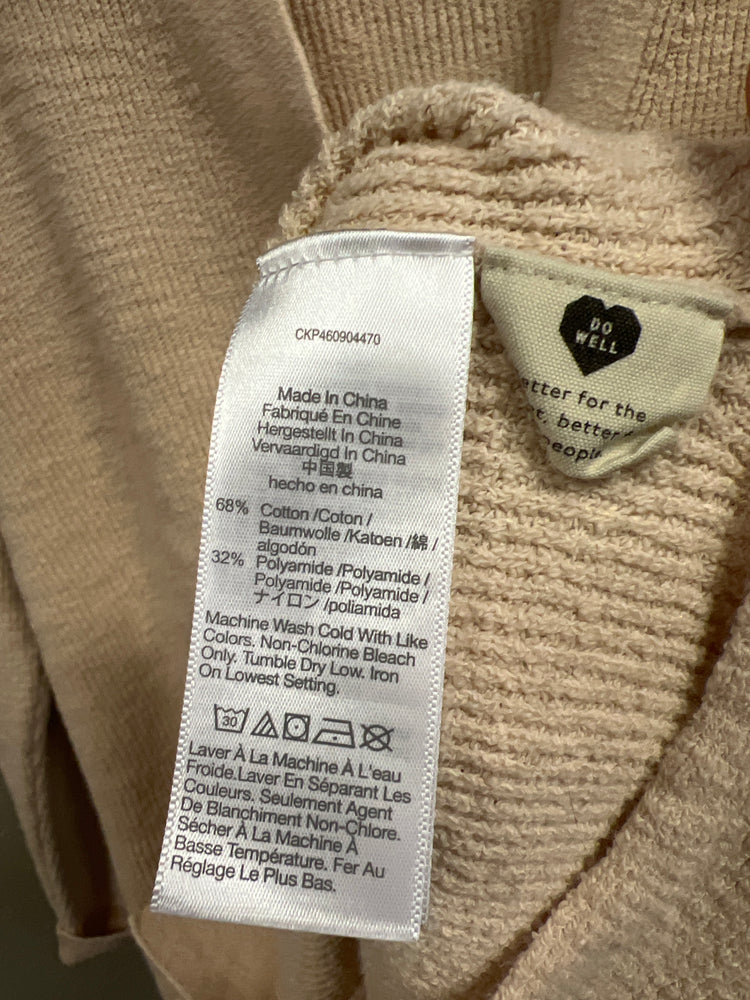 CKP460904470
Made In China
Fabriqué En Chine
Hergestellt In China
Vervaardigd In China
中国製
hecho en china
68% Cotton /Coton /
Baumwolle /Katoen /綿 /
algodón
32% Polyamide /Polyamide /
Polyamide /Polyamide /
ナイロン /poliamida
Machine Wash Cold With Like
Colors. Non-Chlorine Bleach
Only. Tumble Dry Low. Iron
On Lowest Setting.
30
Laver À La Machine À L'eau
Froide.Laver En Séparant Les
Couleurs. Seulement Agent
De Blanchiment Non-Chlore.
Sécher À La Machine À
Basse Température. Fer Au
Réglage Le Plus Bas.
DO
WELL
etter for the
better
people